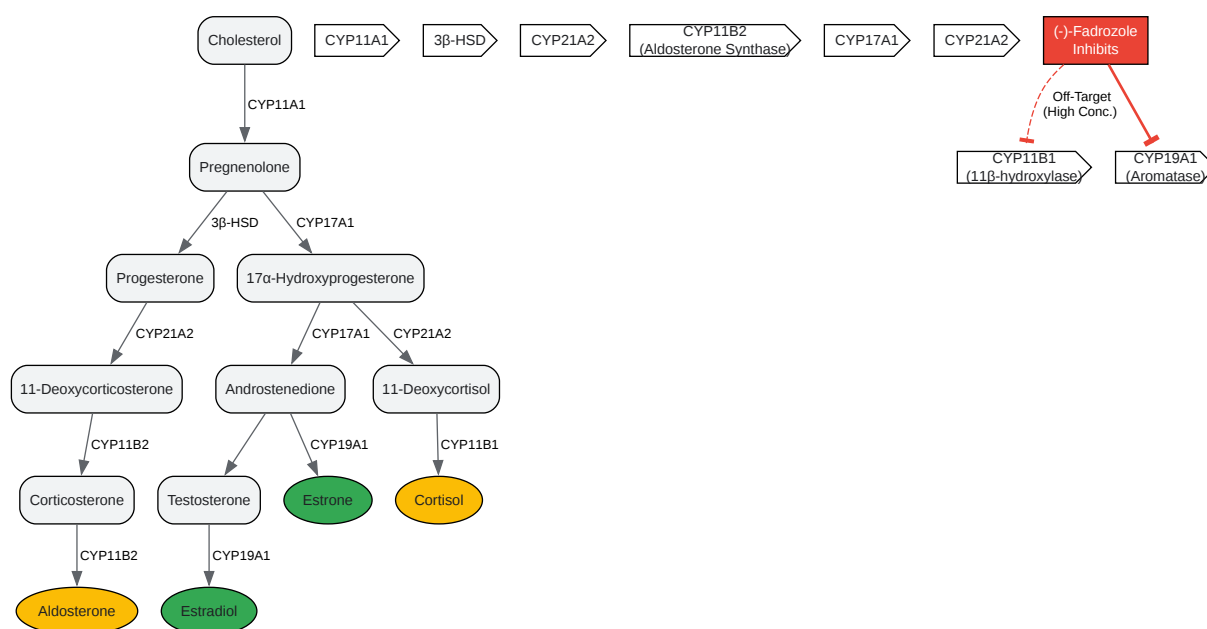 Cholesterol
CYP11A1
3β-HSD
CYP21A2
CYP11B2
(Aldosterone Synthase)
CYP17A1
CYP21A2
(-)-Fadrozole
Inhibits
CYP11A1
Off-Target
(High Conc.)
Pregnenolone
CYP11B1
(11β-hydroxylase)
CYP19A1
(Aromatase)
3β-HSD
CYP17A1
Progesterone
17α-Hydroxyprogesterone
CYP21A2
CYP17A1
CYP21A2
11-Deoxycorticosterone
Androstenedione
11-Deoxycortisol
CYP11B2
CYP19A1
CYP11B1
Corticosterone
Testosterone
Estrone
Cortisol
CYP11B2
CYP19A1
Aldosterone
Estradiol